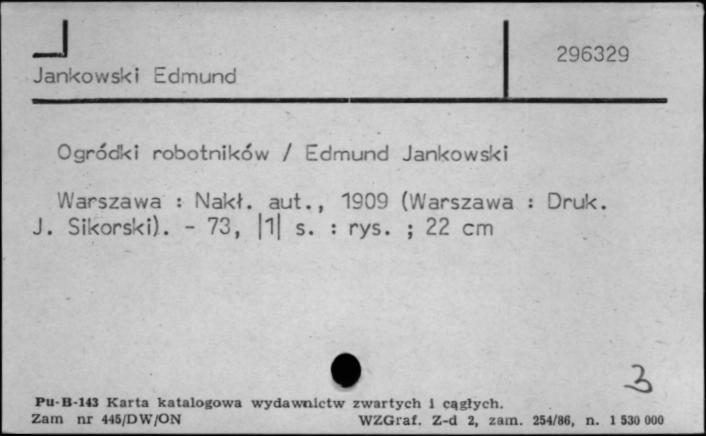 296329
Jankowski Edmund
Ogródki robotników / Edmund Jankowski
Warszawa : Nakł. aut., 1909 (Warszawa : Druk.
J. Sikorski). - 73, |1| s. : rys. ; 22 cm
3
Pu-B-143 Karta katalogowa wydawnictw zwartych i cągłych.
Zam nr 445/DW/ON WZGraf. Z-d 2, zam. 254/86, n. 1 530 000